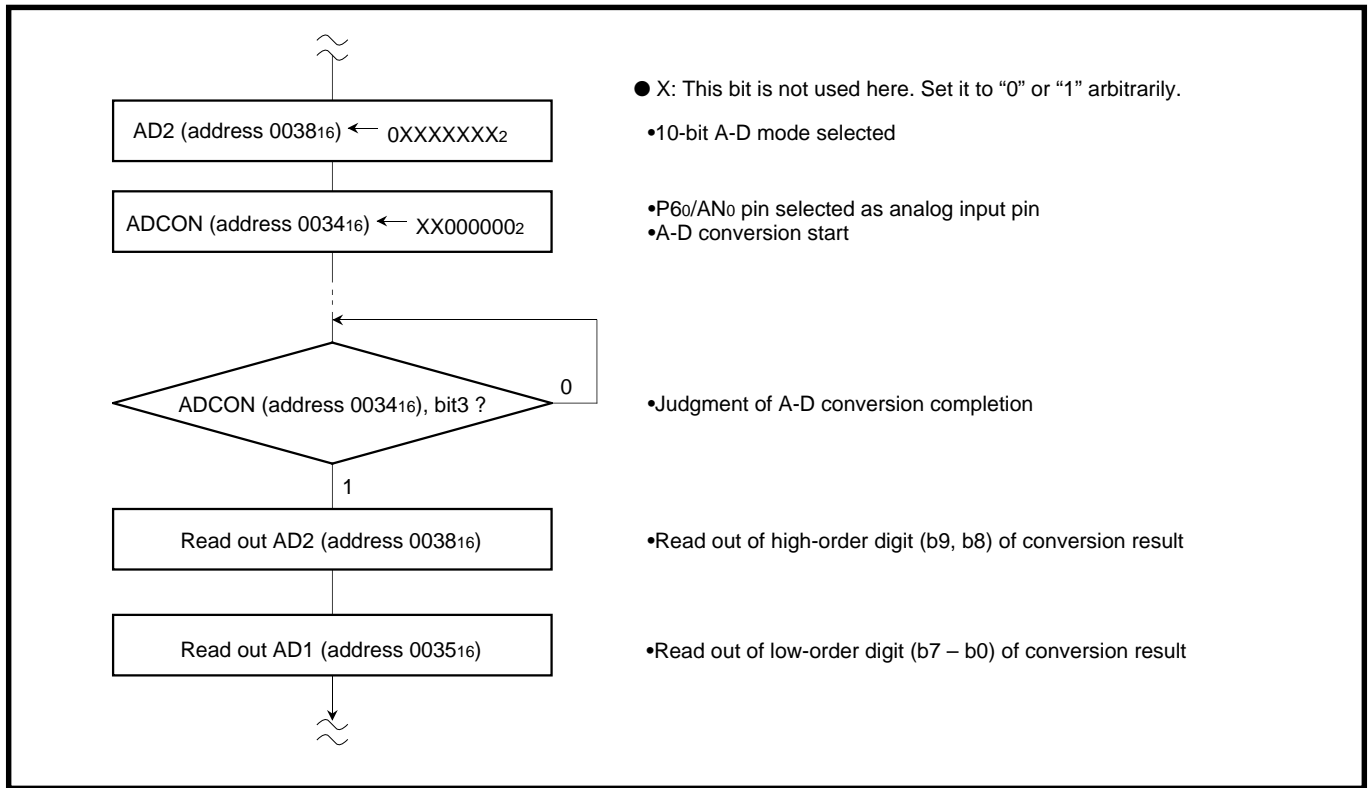 ● X: This bit is not used here. Set it to “0” or “1” arbitrarily.
AD2 (address 003816) ← 0XXXXXXX2
•10-bit A-D mode selected
ADCON (address 003416) ← XX0000002
•P60/AN0 pin selected as analog input pin
•A-D conversion start
0
ADCON (address 003416), bit3 ?
•Judgment of A-D conversion completion
1
Read out AD2 (address 003816)
•Read out of high-order digit (b9, b8) of conversion result
Read out AD1 (address 003516)
•Read out of low-order digit (b7 – b0) of conversion result